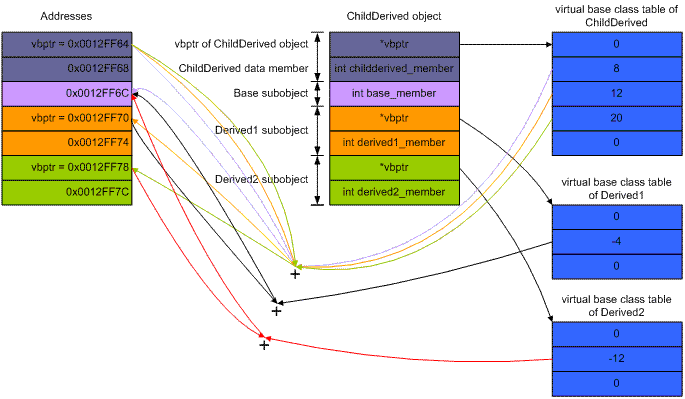 Addresses
vbptr = 0x0012FF64
0x0012FF68
0x0012FF6C
vbptr = 0x0012FF70
0x0012FF74
vbptr = 0x0012FF78
0x0012FF7C
vbptr of ChildDerived object
ChildDerived data member
Base subobject
Derived1 subobject
Derived2 subobject
ChildDerived object
*vbptr
int childderived_member
int base_member
*vbptr
int derived1_member
*vbptr
int derived2_member
virtual base class table of
ChildDerived
0
8
12
20
0
virtual base class table
of Derived1
0
-4
0
virtual base class table
of Derived2
0
-12
0
+
+
+